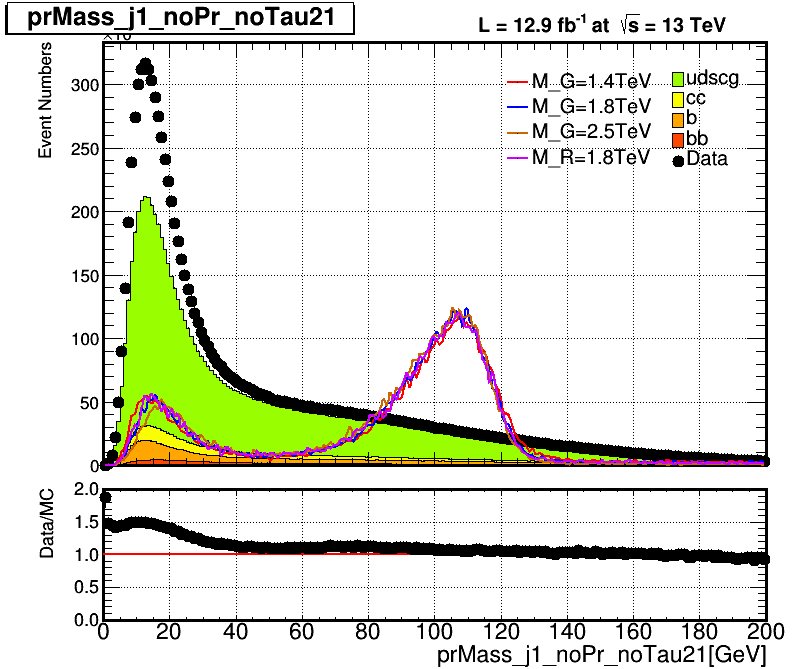 prMass_j1_noPr_noTau21
L = 12.9 fb⁻¹ at √s = 13 TeV
Event Numbers
300
250
200
150
100
50
0
M_G=1.4TeV
M_G=1.8TeV
M_G=2.5TeV
M_R=1.8TeV
udscg
cc
b
bb
Data
Data/MC
2.0
1.5
1.0
0.5
0.0
0 20 40 60 80 100 120 140 160 180 200
prMass_j1_noPr_noTau21[GeV]